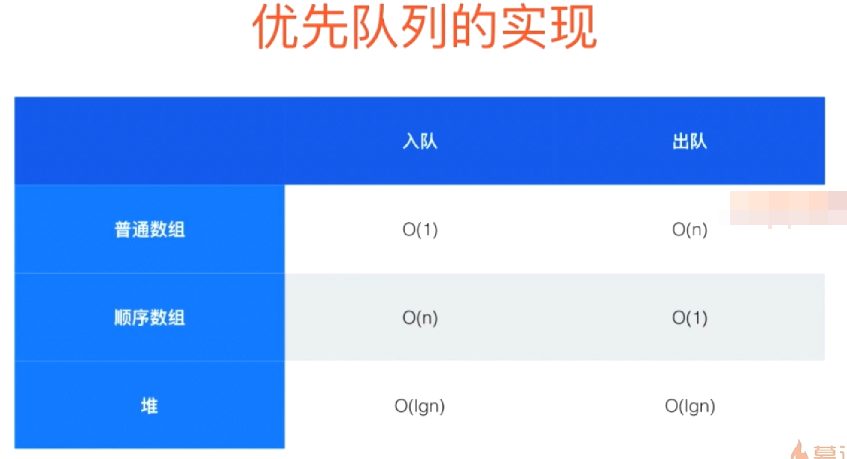 优先队列的实现
入队 出队
普通数组 O(1) O(n)
顺序数组 O(n) O(1)
堆 O(lgn) O(lgn)